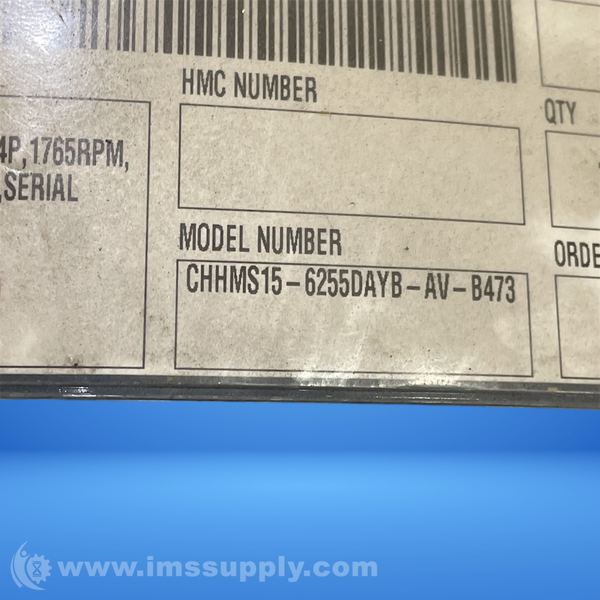 HMC NUMBER
QTY
4P,1765RPM,
,SERIAL
MODEL NUMBER
CHHMS15-6255DAYB-AV-B473
ORDE
www.imssupply.com